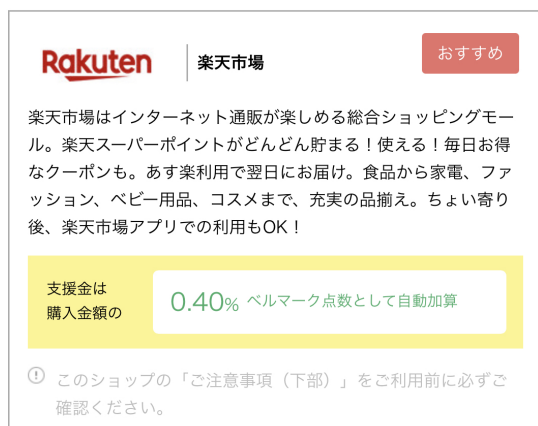 Rakuten
楽天市場
おすすめ
楽天市場はインターネット通販が楽しめる総合ショッピングモー
ル。楽天スーパーポイントがどんどん貯まる！使える！毎日お得
なクーポンも。あす楽利用で翌日にお届け。食品から家電、ファ
ッション、ベビー用品、コスメまで、充実の品揃え。ちょい寄り
後、楽天市場アプリでの利用もOK！
支援金は
購入金額の
0.40% ベルマーク点数として自動加算
このショップの「ご注意事項（下部）」をご利用前に必ずご
確認ください。